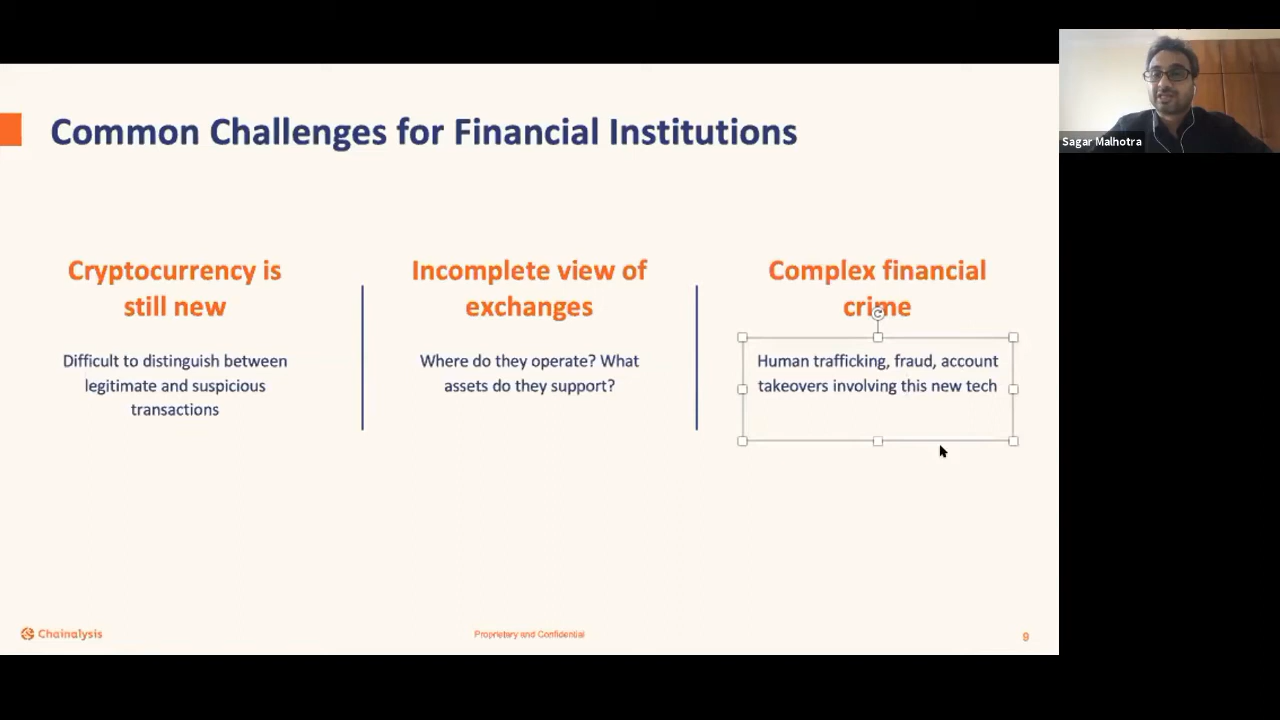 Common Challenges for Financial Institutions
Sagar Malhotra
Cryptocurrency is
still new
Difficult to distinguish between
legitimate and suspicious
transactions
Incomplete view of
exchanges
Where do they operate? What
assets do they support?
Complex financial
crime
Human trafficking, fraud, account
takeovers involving this new tech
Chainalysis
Proprietary and Confidential
9